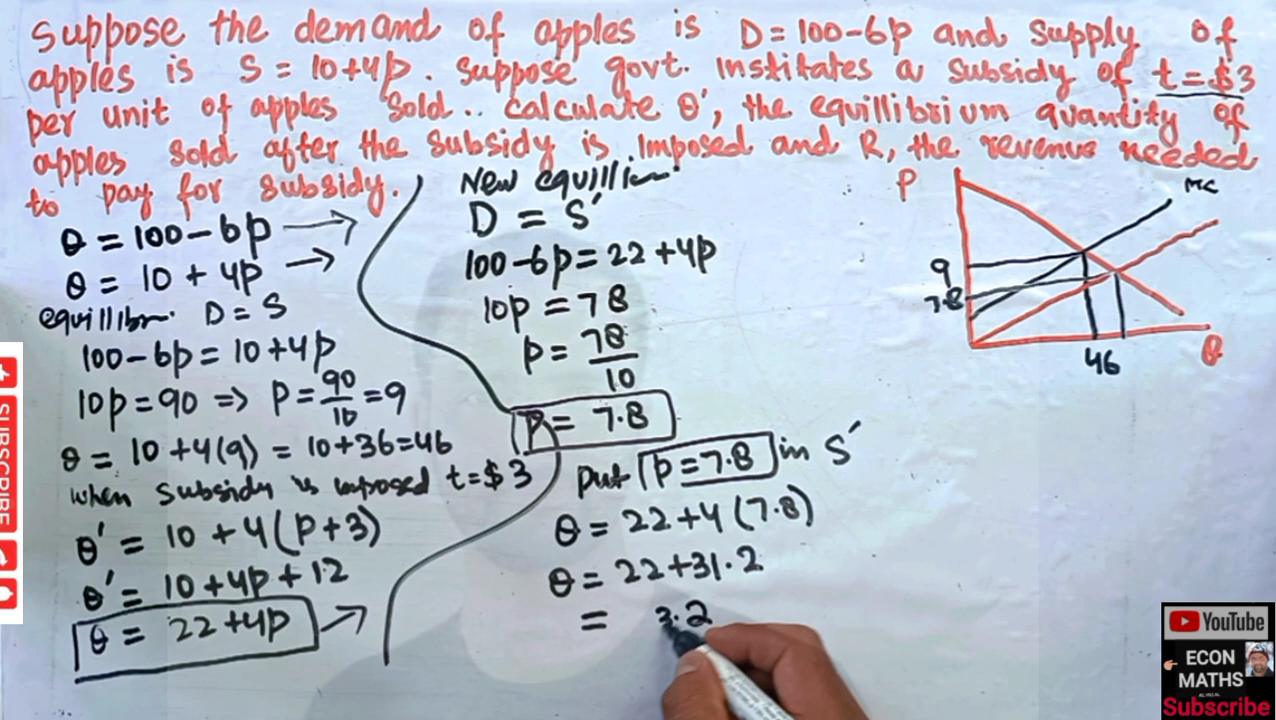 Suppose the demand of apples is D = 100-6p and supply of
apples is S = 10+4p. Suppose govt. Institates a subsidy of t = $3
per unit of apples sold.. calculate θ', the equillibrium quantity of
apples sold after the subsidy is Imposed and R, the revenue needed
to pay for subsidy.
θ = 100-6p →
θ = 10 + 4p →
equillibr. D = S
100-6p = 10+4p
10p = 90 => p = 90/10 = 9
θ = 10 +4(9) = 10+36=46
when subsidy is imposed t=$3
θ' = 10 + 4(p+3)
θ' = 10+4p+12
θ = 22+4p →
New equillim.
D = S'
100-6p = 22+4p
10p = 78
p = 78/10
p = 7.8
put p = 7.8 in S'
θ = 22+4(7.8)
θ = 22+31.2
= 3.2
P
MC
9
7.8
46
θ
SUBSCRIBE
YouTube
ECON
MATHS
Subscribe